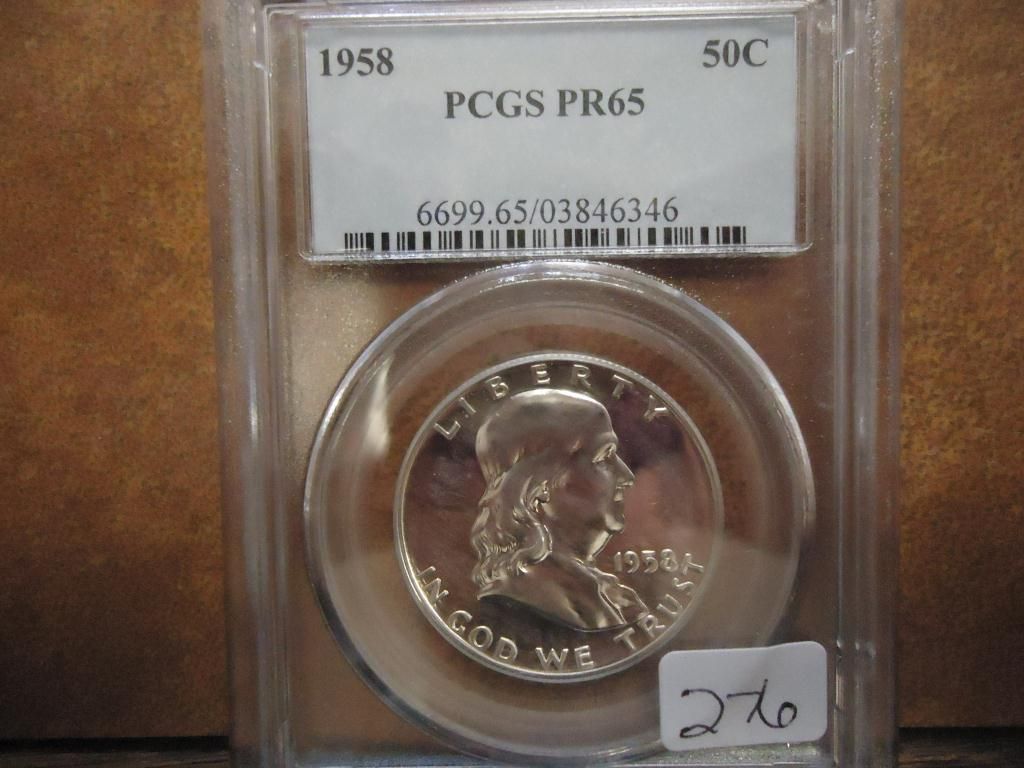 1958 50C
PCGS PR65
6699.65/03846346
LIBERTY
1958
IN GOD WE TRUST
276